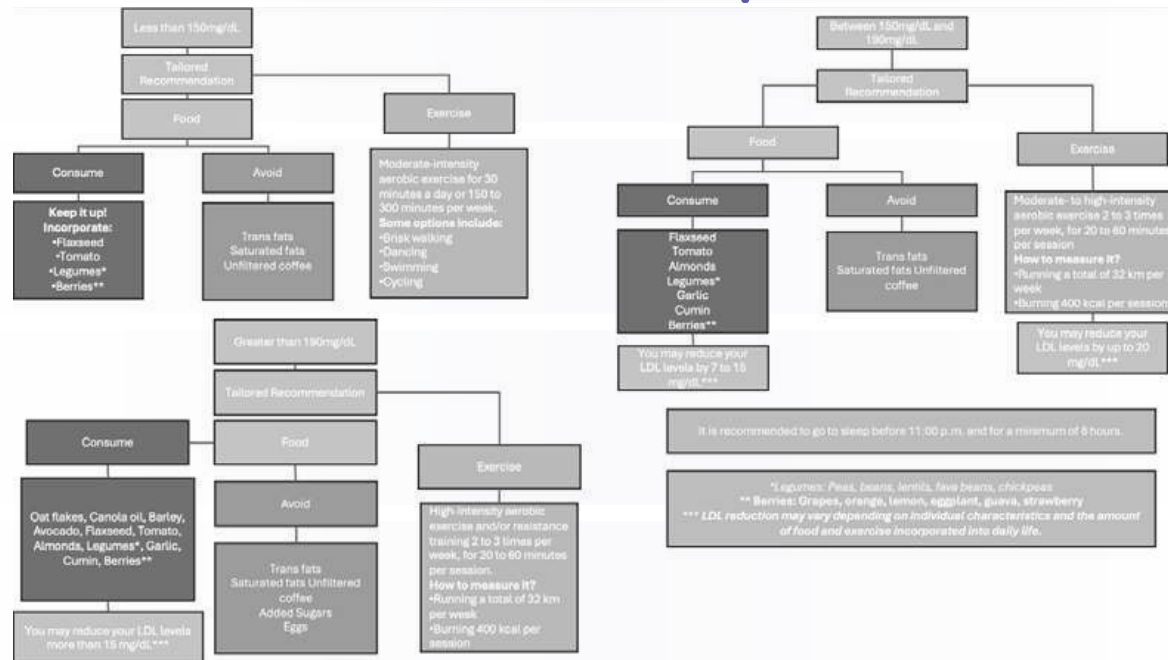 Less than 150mg/dL
Tailored
Recommendation
Food
Exercise
Consume
Avoid
Keep it up!
Incorporate:
•Flaxseed
•Tomato
•Legumes*
•Berries**
Trans fats
Saturated fats
Unfiltered coffee
Moderate-intensity
aerobic exercise for 30
minutes a day or 150 to
300 minutes per week.
Some options include:
•Brisk walking
•Dancing
•Swimming
•Cycling
Between 150mg/dL and
190mg/dL
Tailored
Recommendation
Food
Exercise
Consume
Avoid
Flaxseed
Tomato
Almonds
Legumes*
Garlic
Cumin
Berries**
You may reduce your
LDL levels by 7 to 15
mg/dL***
Trans fats
Saturated fats Unfiltered
coffee
Moderate- to high-intensity
aerobic exercise 2 to 3 times
per week, for 20 to 60 minutes
per session
How to measure it?
•Running a total of 32 km per
week
•Burning 400 kcal per session
You may reduce your
LDL levels by up to 20
mg/dL***
Greater than 190mg/dL
Tailored Recommendation
Consume
Food
Exercise
Oat flakes, Canola oil, Barley,
Avocado, Flaxseed, Tomato,
Almonds, Legumes*, Garlic,
Cumin, Berries**
You may reduce your LDL levels
more than 15 mg/dL***
Avoid
Trans fats
Saturated fats Unfiltered
coffee
Added Sugars
Eggs
High-intensity aerobic
exercise and/or resistance
training 2 to 3 times per
week, for 20 to 60 minutes
per session.
How to measure it?
•Running a total of 32 km
per week
•Burning 400 kcal per
session
It is recommended to go to sleep before 11:00 p.m. and for a minimum of 6 hours.
*Legumes: Peas, beans, lentils, fava beans, chickpeas
** Berries: Grapes, orange, lemon, eggplant, guava, strawberry
*** LDL reduction may vary depending on individual characteristics and the amount
of food and exercise incorporated into daily life.